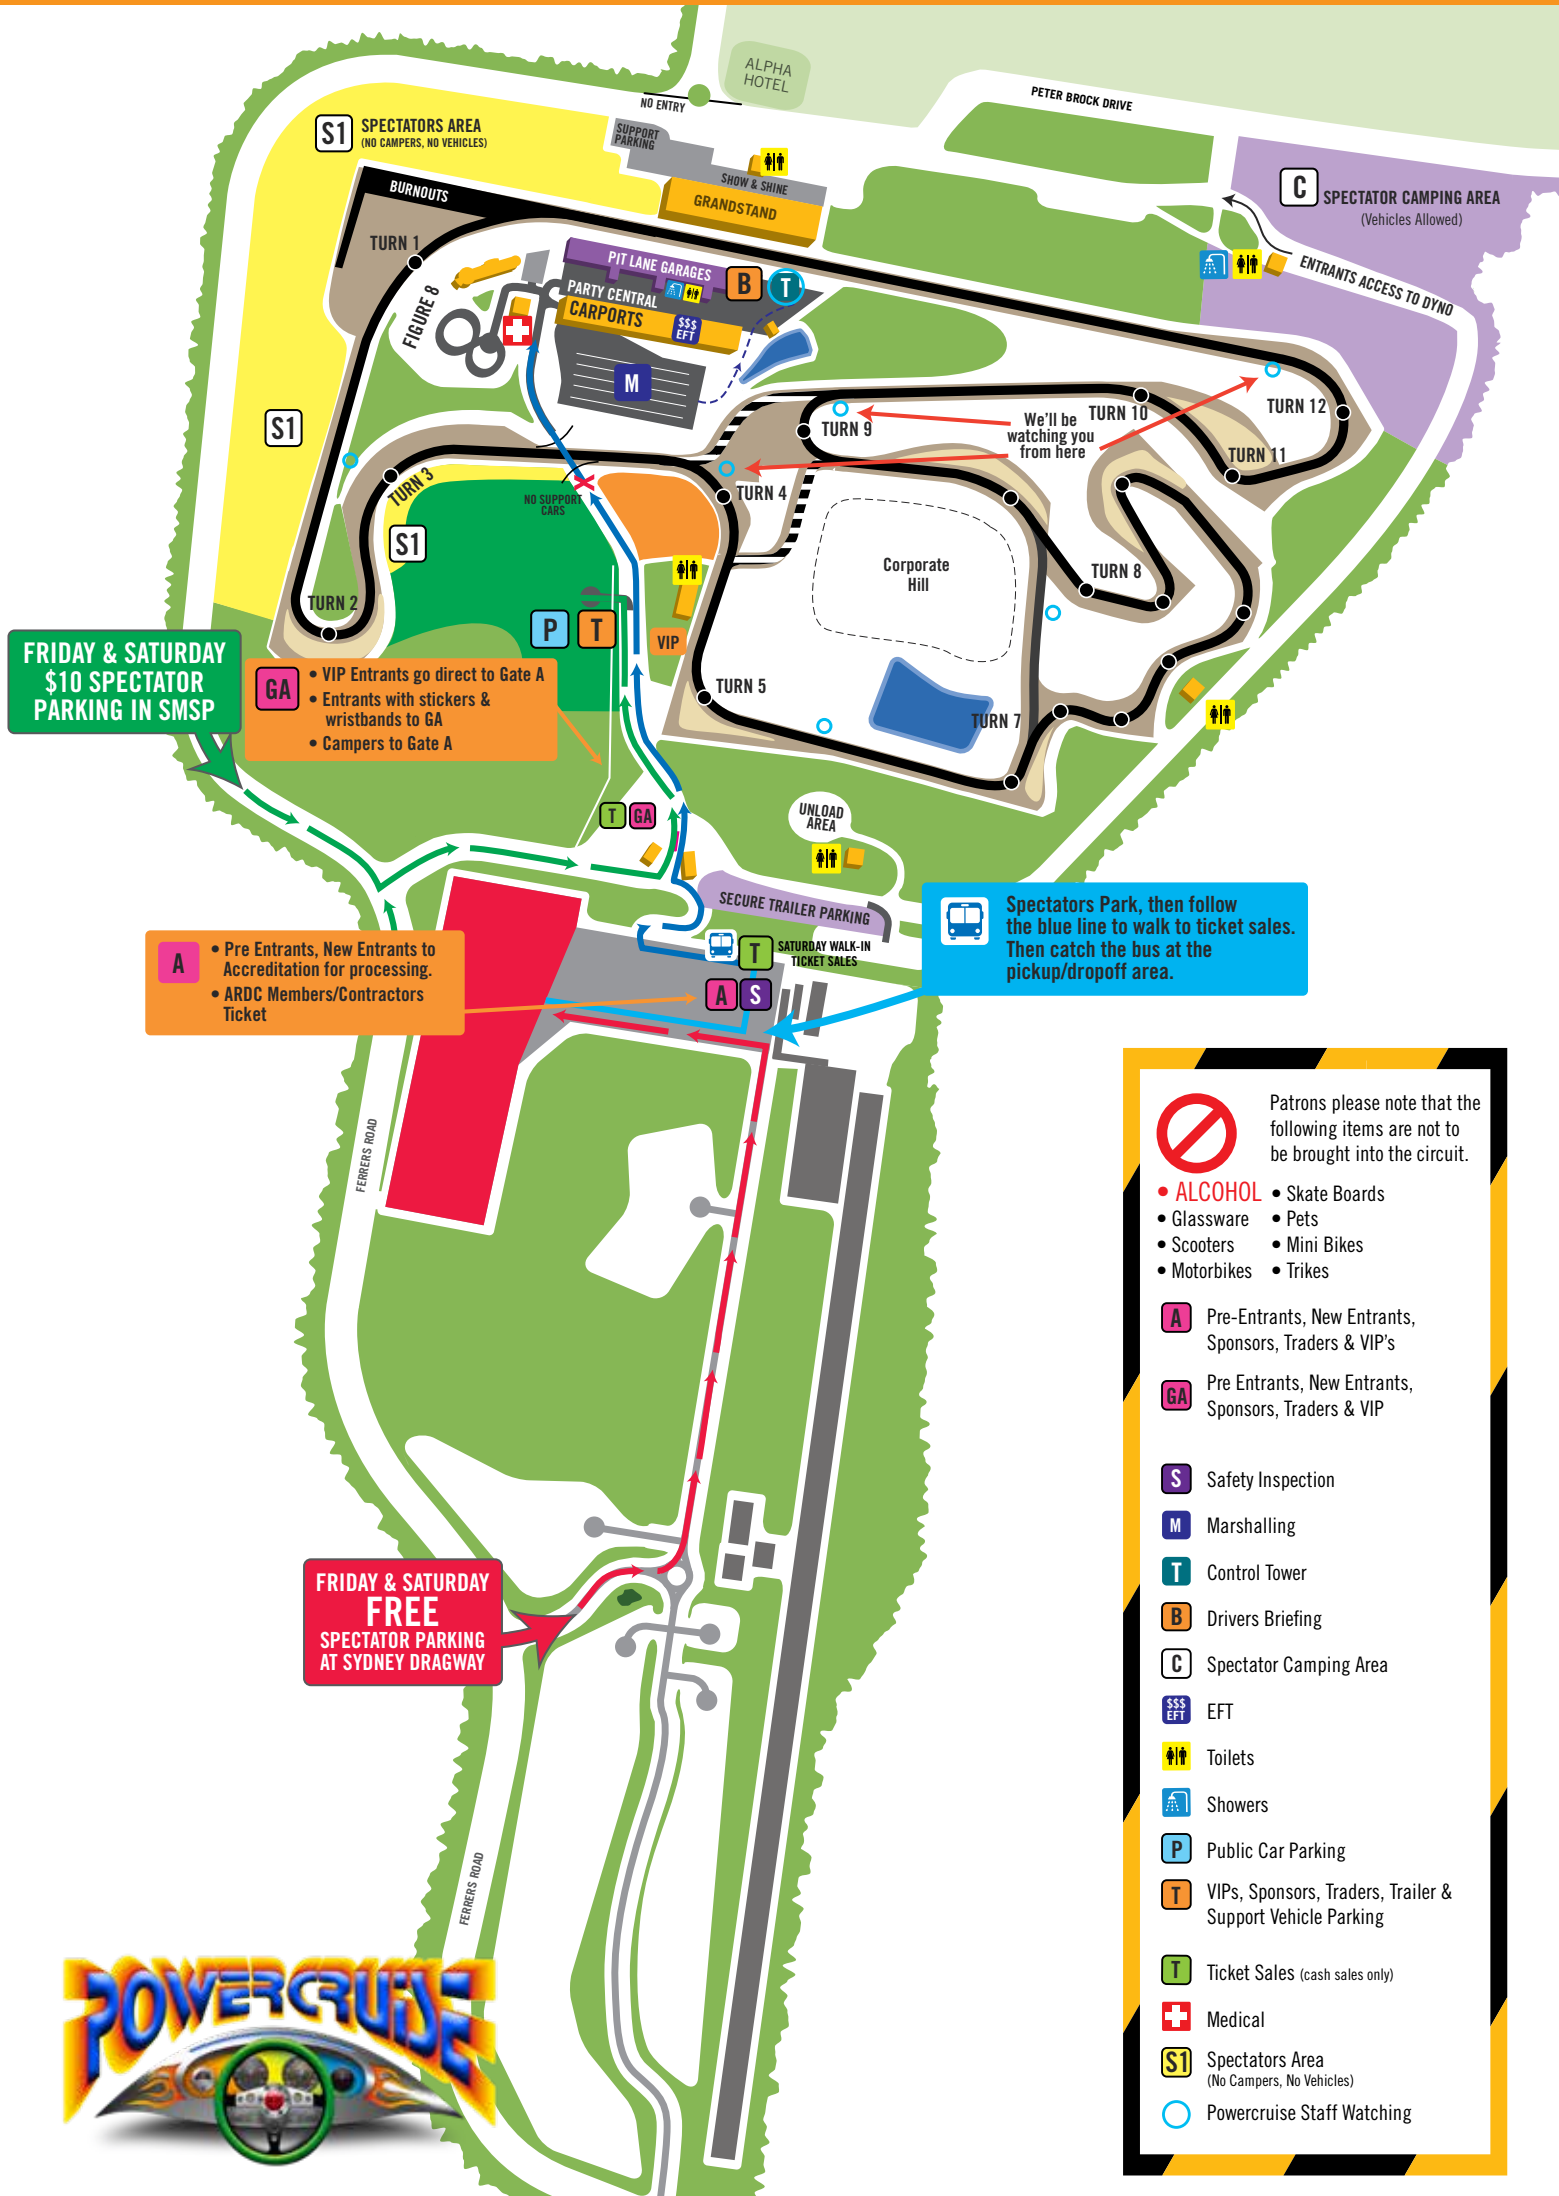 ALPHA
HOTEL
NO ENTRY
PETER BROCK DRIVE
S1
SPECTATORS AREA
(NO CAMPERS, NO VEHICLES)
SUPPORT
PARKING
SHOW & SHINE
GRANDSTAND
BURNOUTS
C
SPECTATOR CAMPING AREA
(Vehicles Allowed)
ENTRANTS ACCESS TO DYNO
TURN 1
FIGURE 8
PIT LANE GARAGES
B
T
PARTY CENTRAL
CARPORTS
$$$
EFT
M
S1
TURN 9
TURN 10
TURN 12
TURN 11
We'll be
watching you
from here
TURN 3
TURN 4
NO SUPPORT
CARS
S1
Corporate
Hill
TURN 8
TURN 2
P
T
VIP
TURN 5
TURN 7
FRIDAY & SATURDAY
$10 SPECTATOR
PARKING IN SMSP
GA
• VIP Entrants go direct to Gate A
• Entrants with stickers &
wristbands to GA
• Campers to Gate A
T
GA
UNLOAD
AREA
SECURE TRAILER PARKING
T
SATURDAY WALK-IN
TICKET SALES
Spectators Park, then follow
the blue line to walk to ticket sales.
Then catch the bus at the
pickup/dropoff area.
A
• Pre Entrants, New Entrants to
Accreditation for processing.
• ARDC Members/Contractors
Ticket
A
S
FERRERS ROAD
FRIDAY & SATURDAY
FREE
SPECTATOR PARKING
AT SYDNEY DRAGWAY
FERRERS ROAD
POWERCRUISE
Patrons please note that the
following items are not to
be brought into the circuit.
• ALCOHOL • Skate Boards
• Glassware • Pets
• Scooters • Mini Bikes
• Motorbikes • Trikes
A Pre-Entrants, New Entrants,
Sponsors, Traders & VIP's
GA Pre Entrants, New Entrants,
Sponsors, Traders & VIP
S Safety Inspection
M Marshalling
T Control Tower
B Drivers Briefing
C Spectator Camping Area
$$$
EFT EFT
Toilets
Showers
P Public Car Parking
T VIPs, Sponsors, Traders, Trailer &
Support Vehicle Parking
T Ticket Sales (cash sales only)
Medical
S1 Spectators Area
(No Campers, No Vehicles)
Powercruise Staff Watching